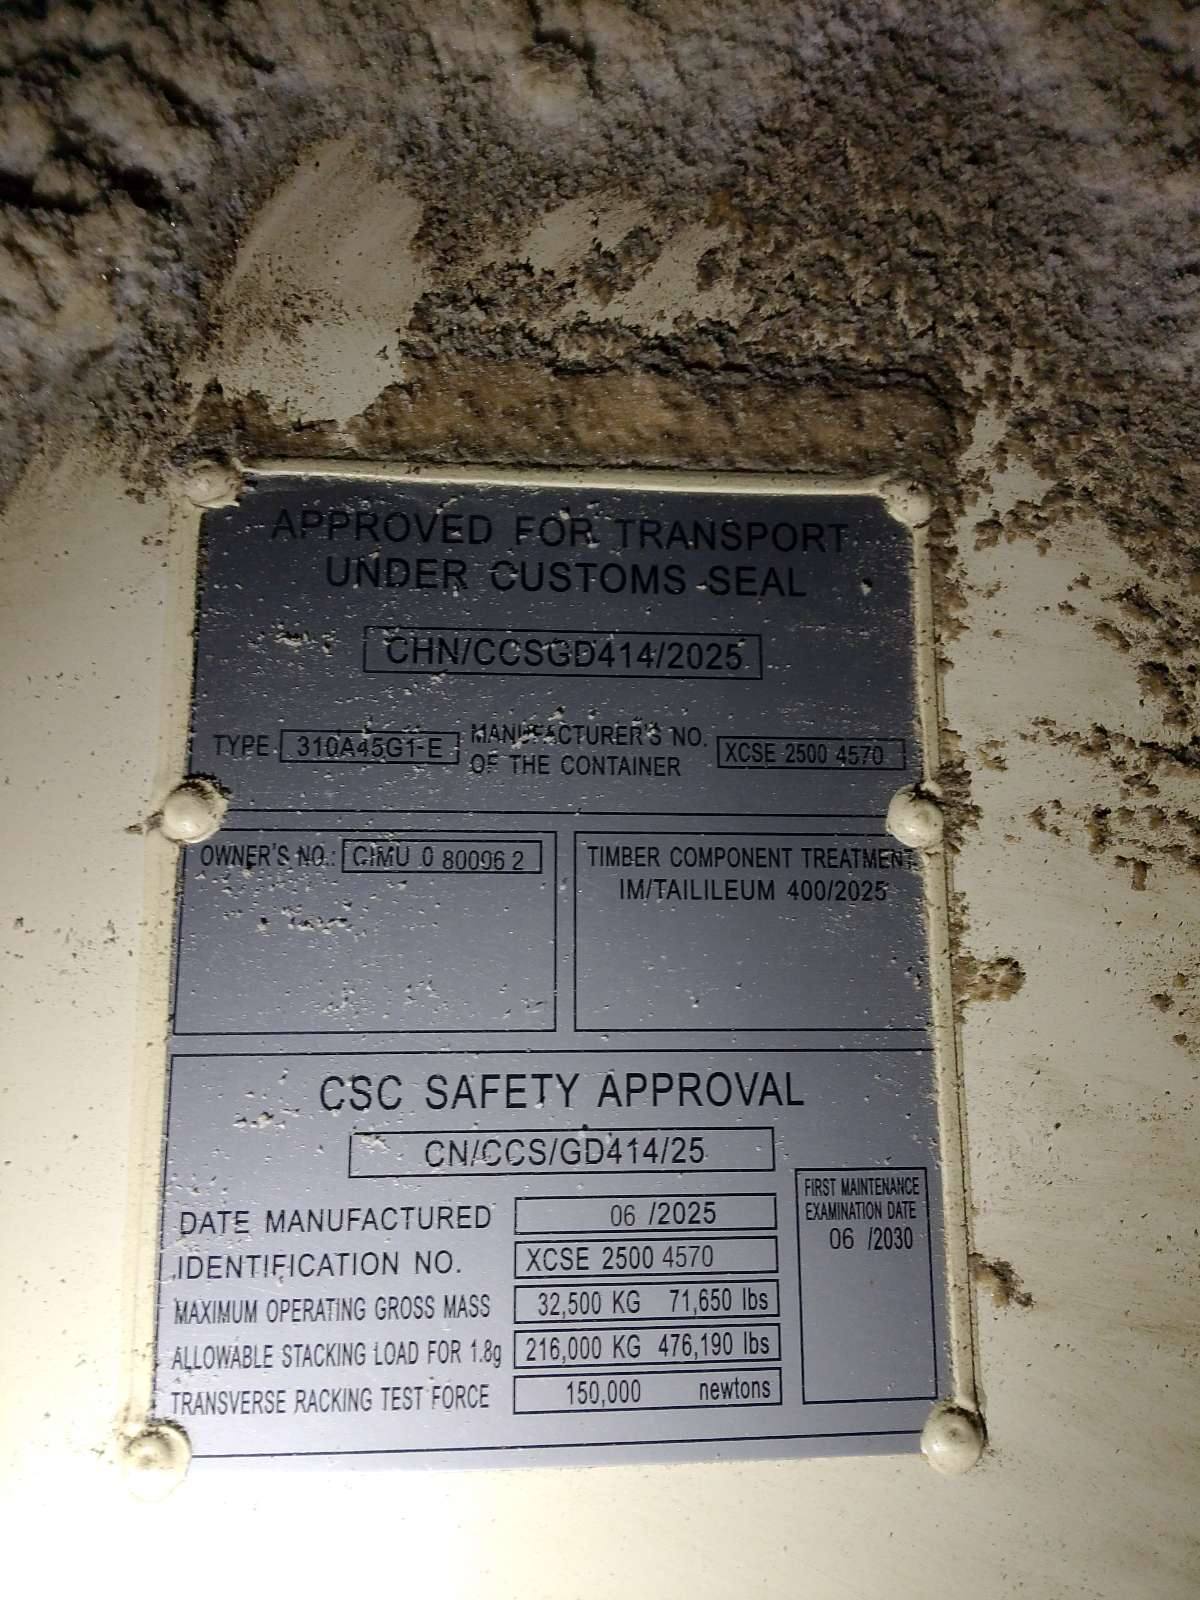 APPROVED FOR TRANSPORT
UNDER CUSTOMS SEAL
CHN/CCSGD414/2025
TYPE 310A45G1-E MANUFACTURER'S NO. OF THE CONTAINER XCSE 2500 4570
OWNER'S NO.: CIMU 0 80096 2
TIMBER COMPONENT TREATMENT
IM/TAILILEUM 400/2025
CSC SAFETY APPROVAL
CN/CCS/GD414/25
DATE MANUFACTURED 06 /2025
IDENTIFICATION NO. XCSE 2500 4570
MAXIMUM OPERATING GROSS MASS 32,500 KG 71,650 lbs
ALLOWABLE STACKING LOAD FOR 1.8g 216,000 KG 476,190 lbs
TRANSVERSE RACKING TEST FORCE 150,000 newtons
FIRST MAINTENANCE
EXAMINATION DATE
06 /2030